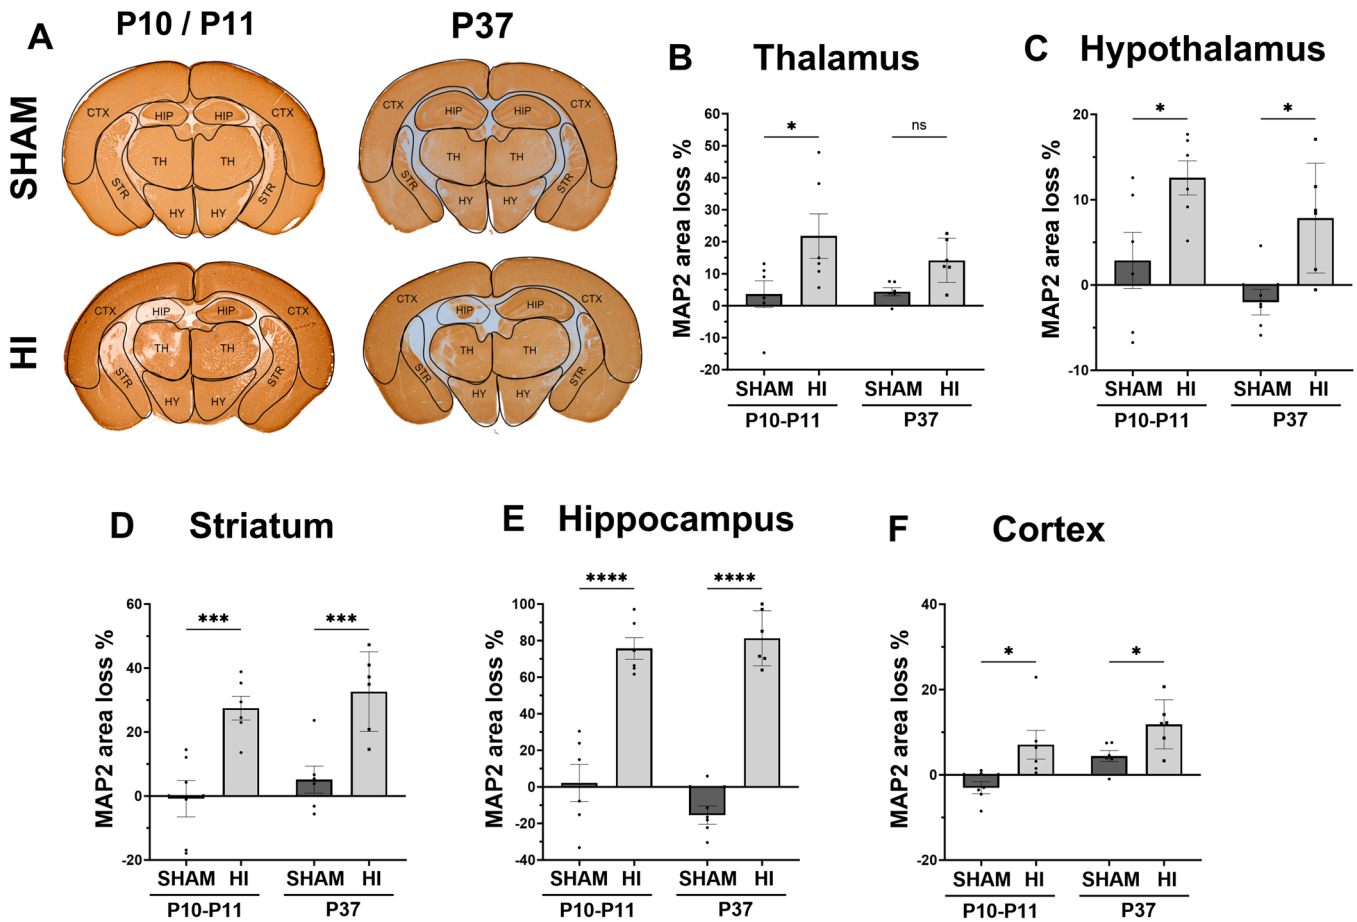 A
P10 / P11
P37
SHAM
CTX
HIP
HIP
CTX
TH
TH
STR
STR
HY
HY
CTX
HIP
HIP
CTX
TH
TH
STR
STR
HY
HY
HI
CTX
HIP
HIP
CTX
TH
TH
STR
STR
HY
HY
CTX
HIP
HIP
CTX
TH
TH
STR
STR
HY
HY
B
Thalamus
MAP2 area loss %
60
50
40
30
20
10
0
-10
-20
*
ns
SHAM HI SHAM HI
P10-P11 P37
C
Hypothalamus
MAP2 area loss %
20
10
0
-10
*
*
SHAM HI SHAM HI
P10-P11 P37
D
Striatum
MAP2 area loss %
60
40
20
0
-20
***
***
SHAM HI SHAM HI
P10-P11 P37
E
Hippocampus
MAP2 area loss %
100
80
60
40
20
0
-20
-40
****
****
SHAM HI SHAM HI
P10-P11 P37
F
Cortex
MAP2 area loss %
40
20
0
-20
*
*
SHAM HI SHAM HI
P10-P11 P37